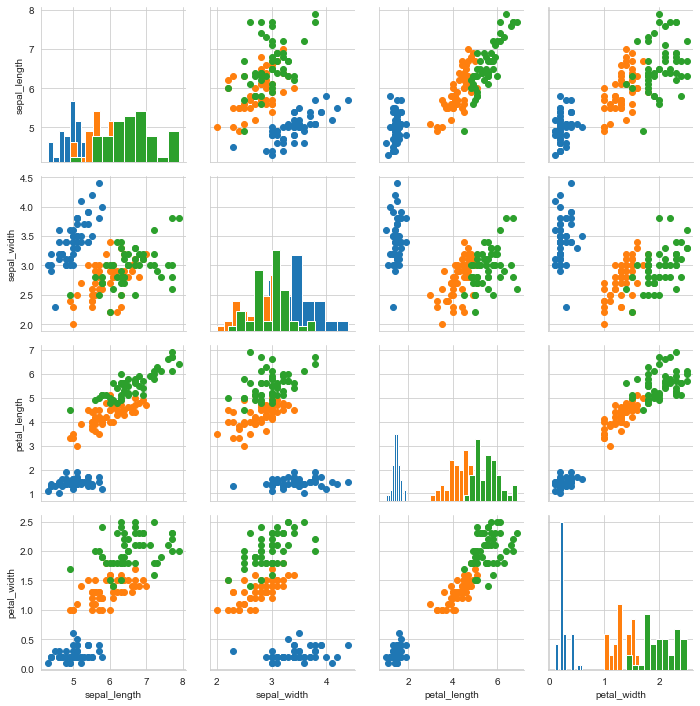 8
7
6
5
sepal_length
4.5
4.0
3.5
3.0
2.5
2.0
sepal_width
7
6
5
4
3
2
1
petal_length
2.5
2.0
1.5
1.0
0.5
0.0
petal_width
5 6 7 8
2 3 4
2 4 6
0 1 2
sepal_length sepal_width petal_length petal_width